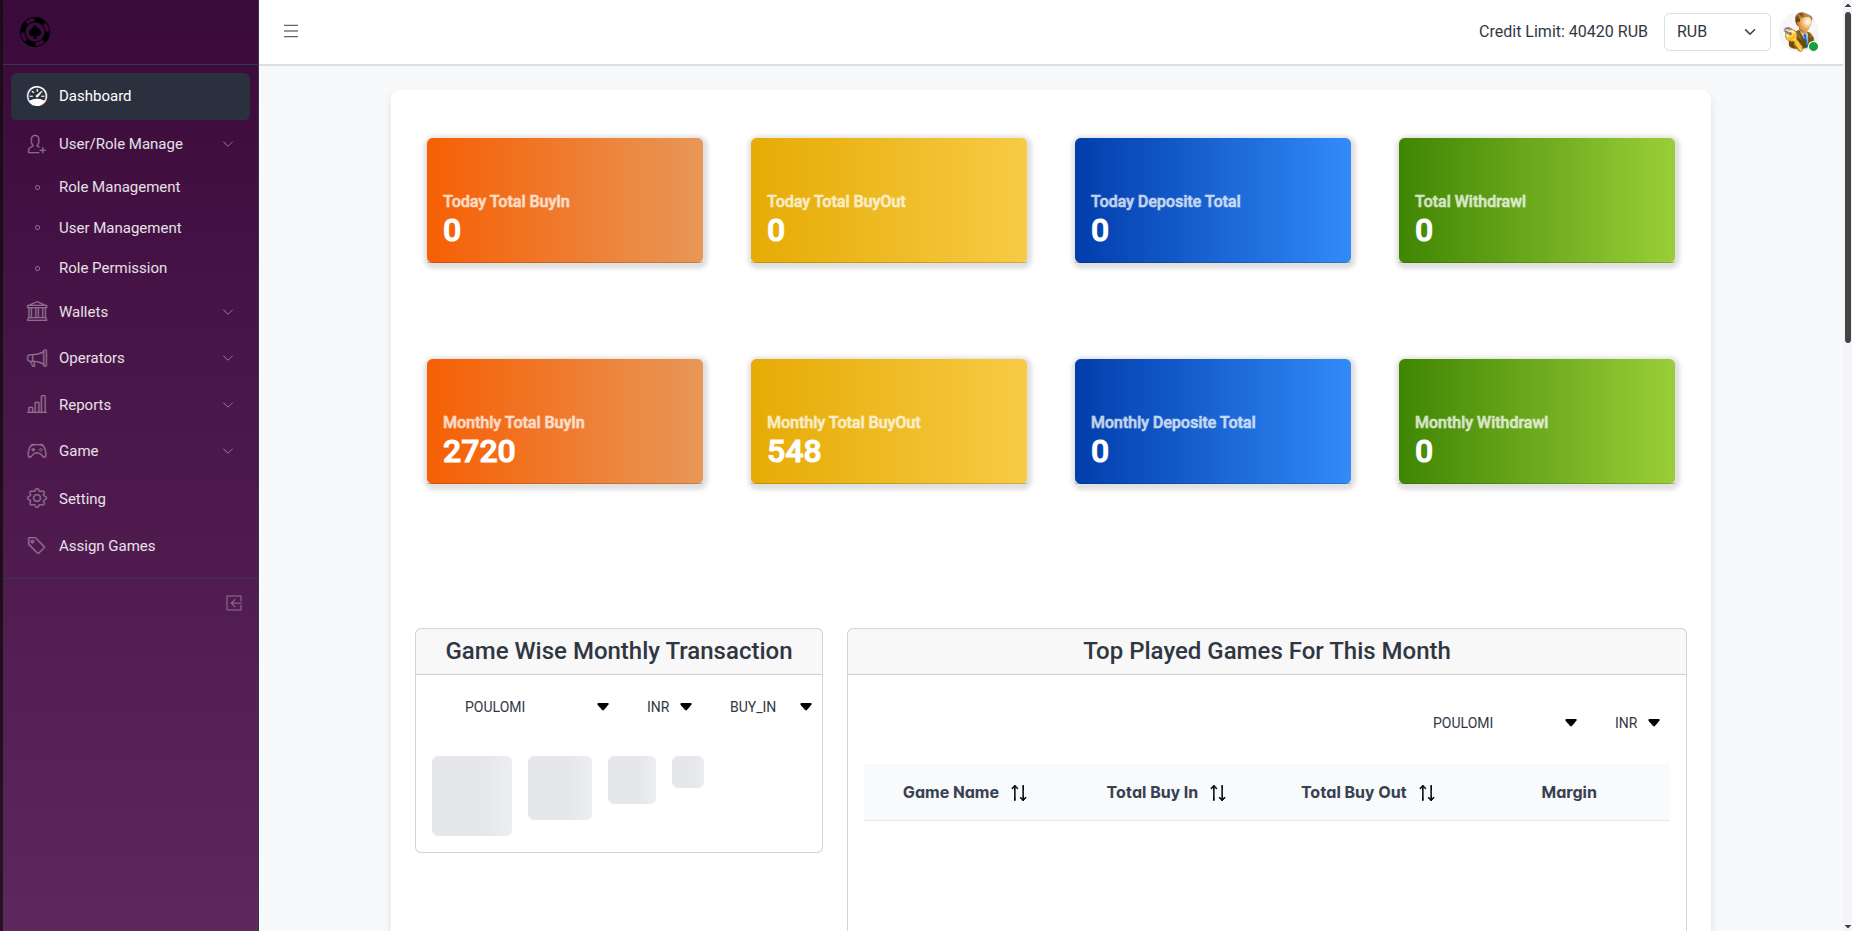 Credit Limit: 40420 RUB
RUB
Dashboard
User/Role Manage
Role Management
User Management
Role Permission
Wallets
Operators
Reports
Game
Setting
Assign Games
Today Total BuyIn
0
Today Total BuyOut
0
Today Deposite Total
0
Total Withdrawl
0
Monthly Total BuyIn
2720
Monthly Total BuyOut
548
Monthly Deposite Total
0
Monthly Withdrawl
0
Game Wise Monthly Transaction
POULOMI
INR
BUY_IN
Top Played Games For This Month
POULOMI
INR
Game Name
Total Buy In
Total Buy Out
Margin